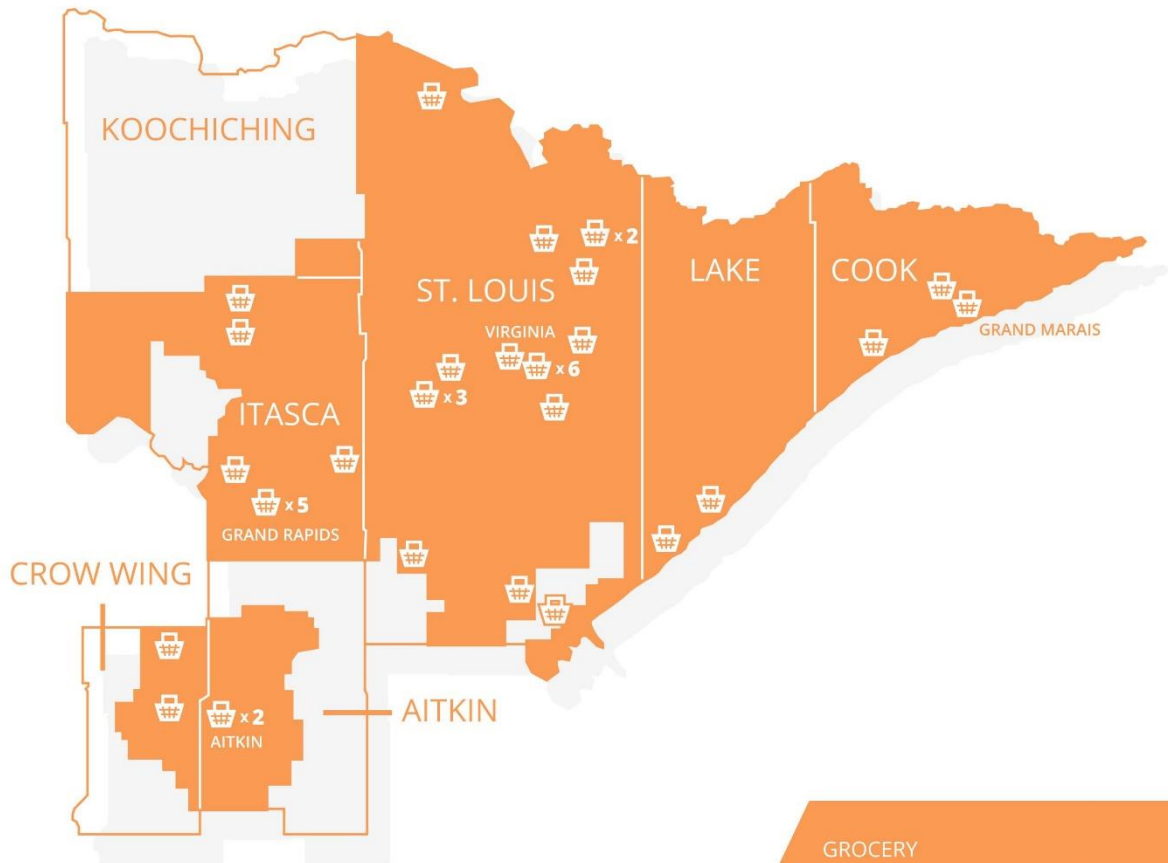 KOOCHICHING
x 2
ST. LOUIS
LAKE
COOK
VIRGINIA
GRAND MARAIS
x 6
x 3
ITASCA
x 5
GRAND RAPIDS
CROW WING
x 2
AITKIN
AITKIN
GROCERY